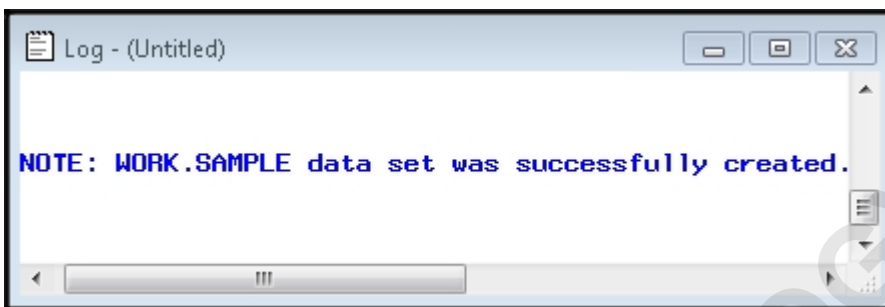 Log - (Untitled)
NOTE: WORK.SAMPLE data set was successfully created.